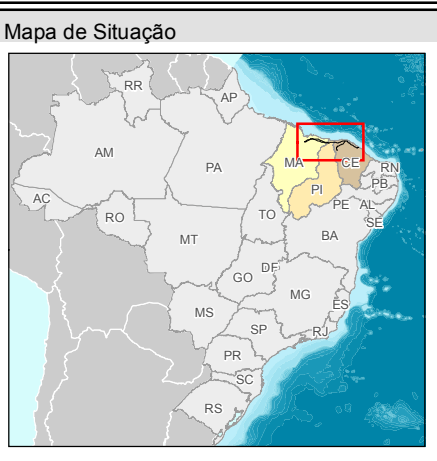 Mapa de Situação
RR
AP
AM
PA
MA
CE
RN
PB
PI
PE
AL
SE
AC
RO
TO
BA
MT
DF
GO
MG
ES
MS
SP
RJ
PR
SC
RS